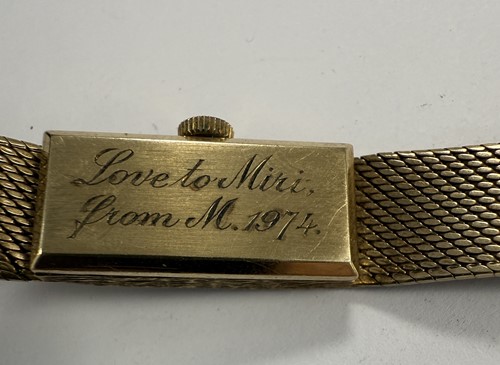 Love to Miri.
from M. 1974.